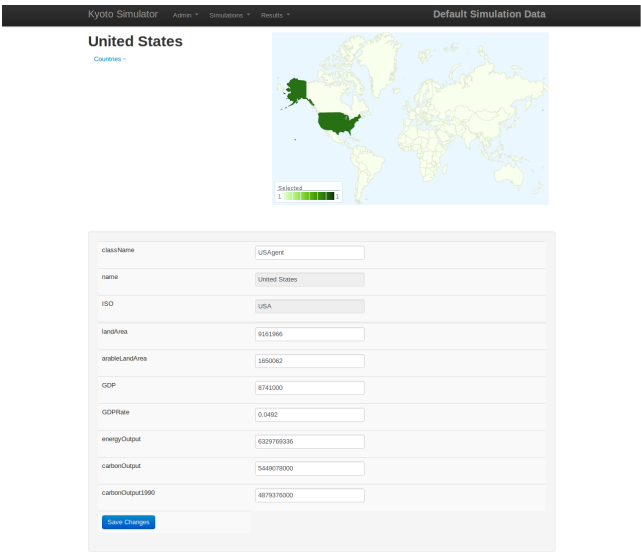 Kyoto Simulator Admin Simulations Results Default Simulation Data
United States
Countries
Selected
1 1
className USAgent
name United States
ISO USA
landArea 9161966
arableLandArea 1650062
GDP 8741000
GDPRate 0.0492
energyOutput 6329769336
carbonOutput 5449078000
carbonOutput1990 4879376000
Save Changes